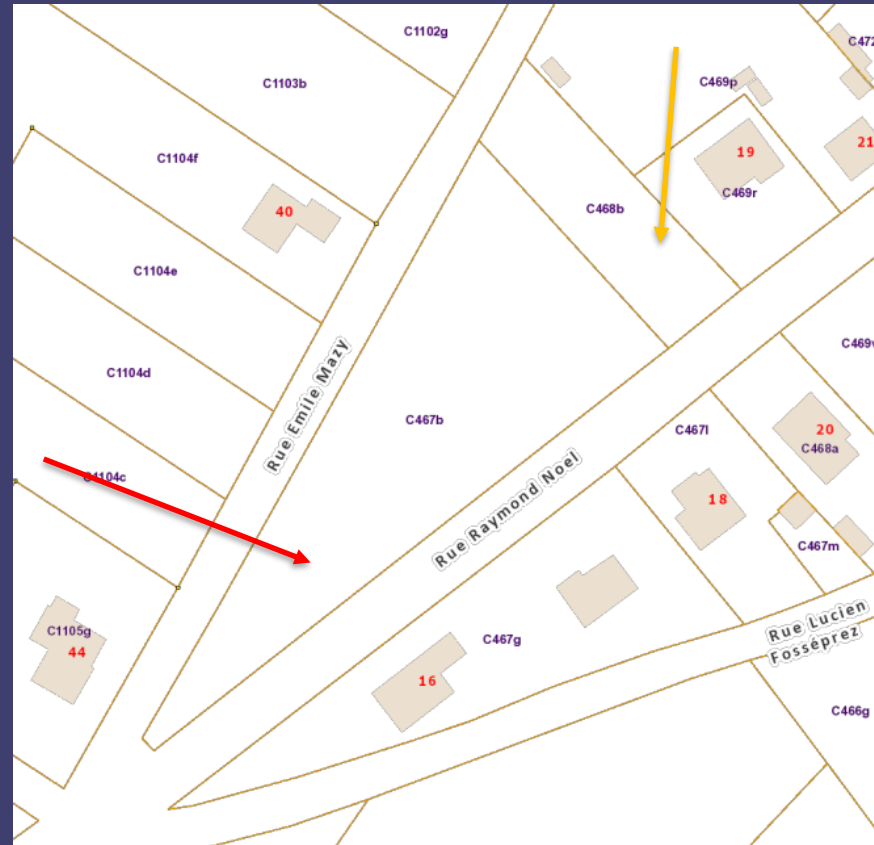 C1102g
C472
C1103b
C469p
C1104f
19
21
C469r
40
C468b
C1104e
Rue Emile Mazy
C469v
C1104d
C467b
C467l
20
C468a
Rue Raymond Noel
C1104c
18
C467m
C1105g
44
C467g
Rue Lucien
Fosséprez
16
C466g